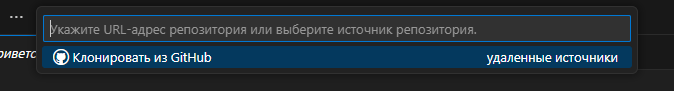 ...
Укажите URL-адрес репозитория или выберите источник репозитория.
Клонировать из GitHub удаленные источники